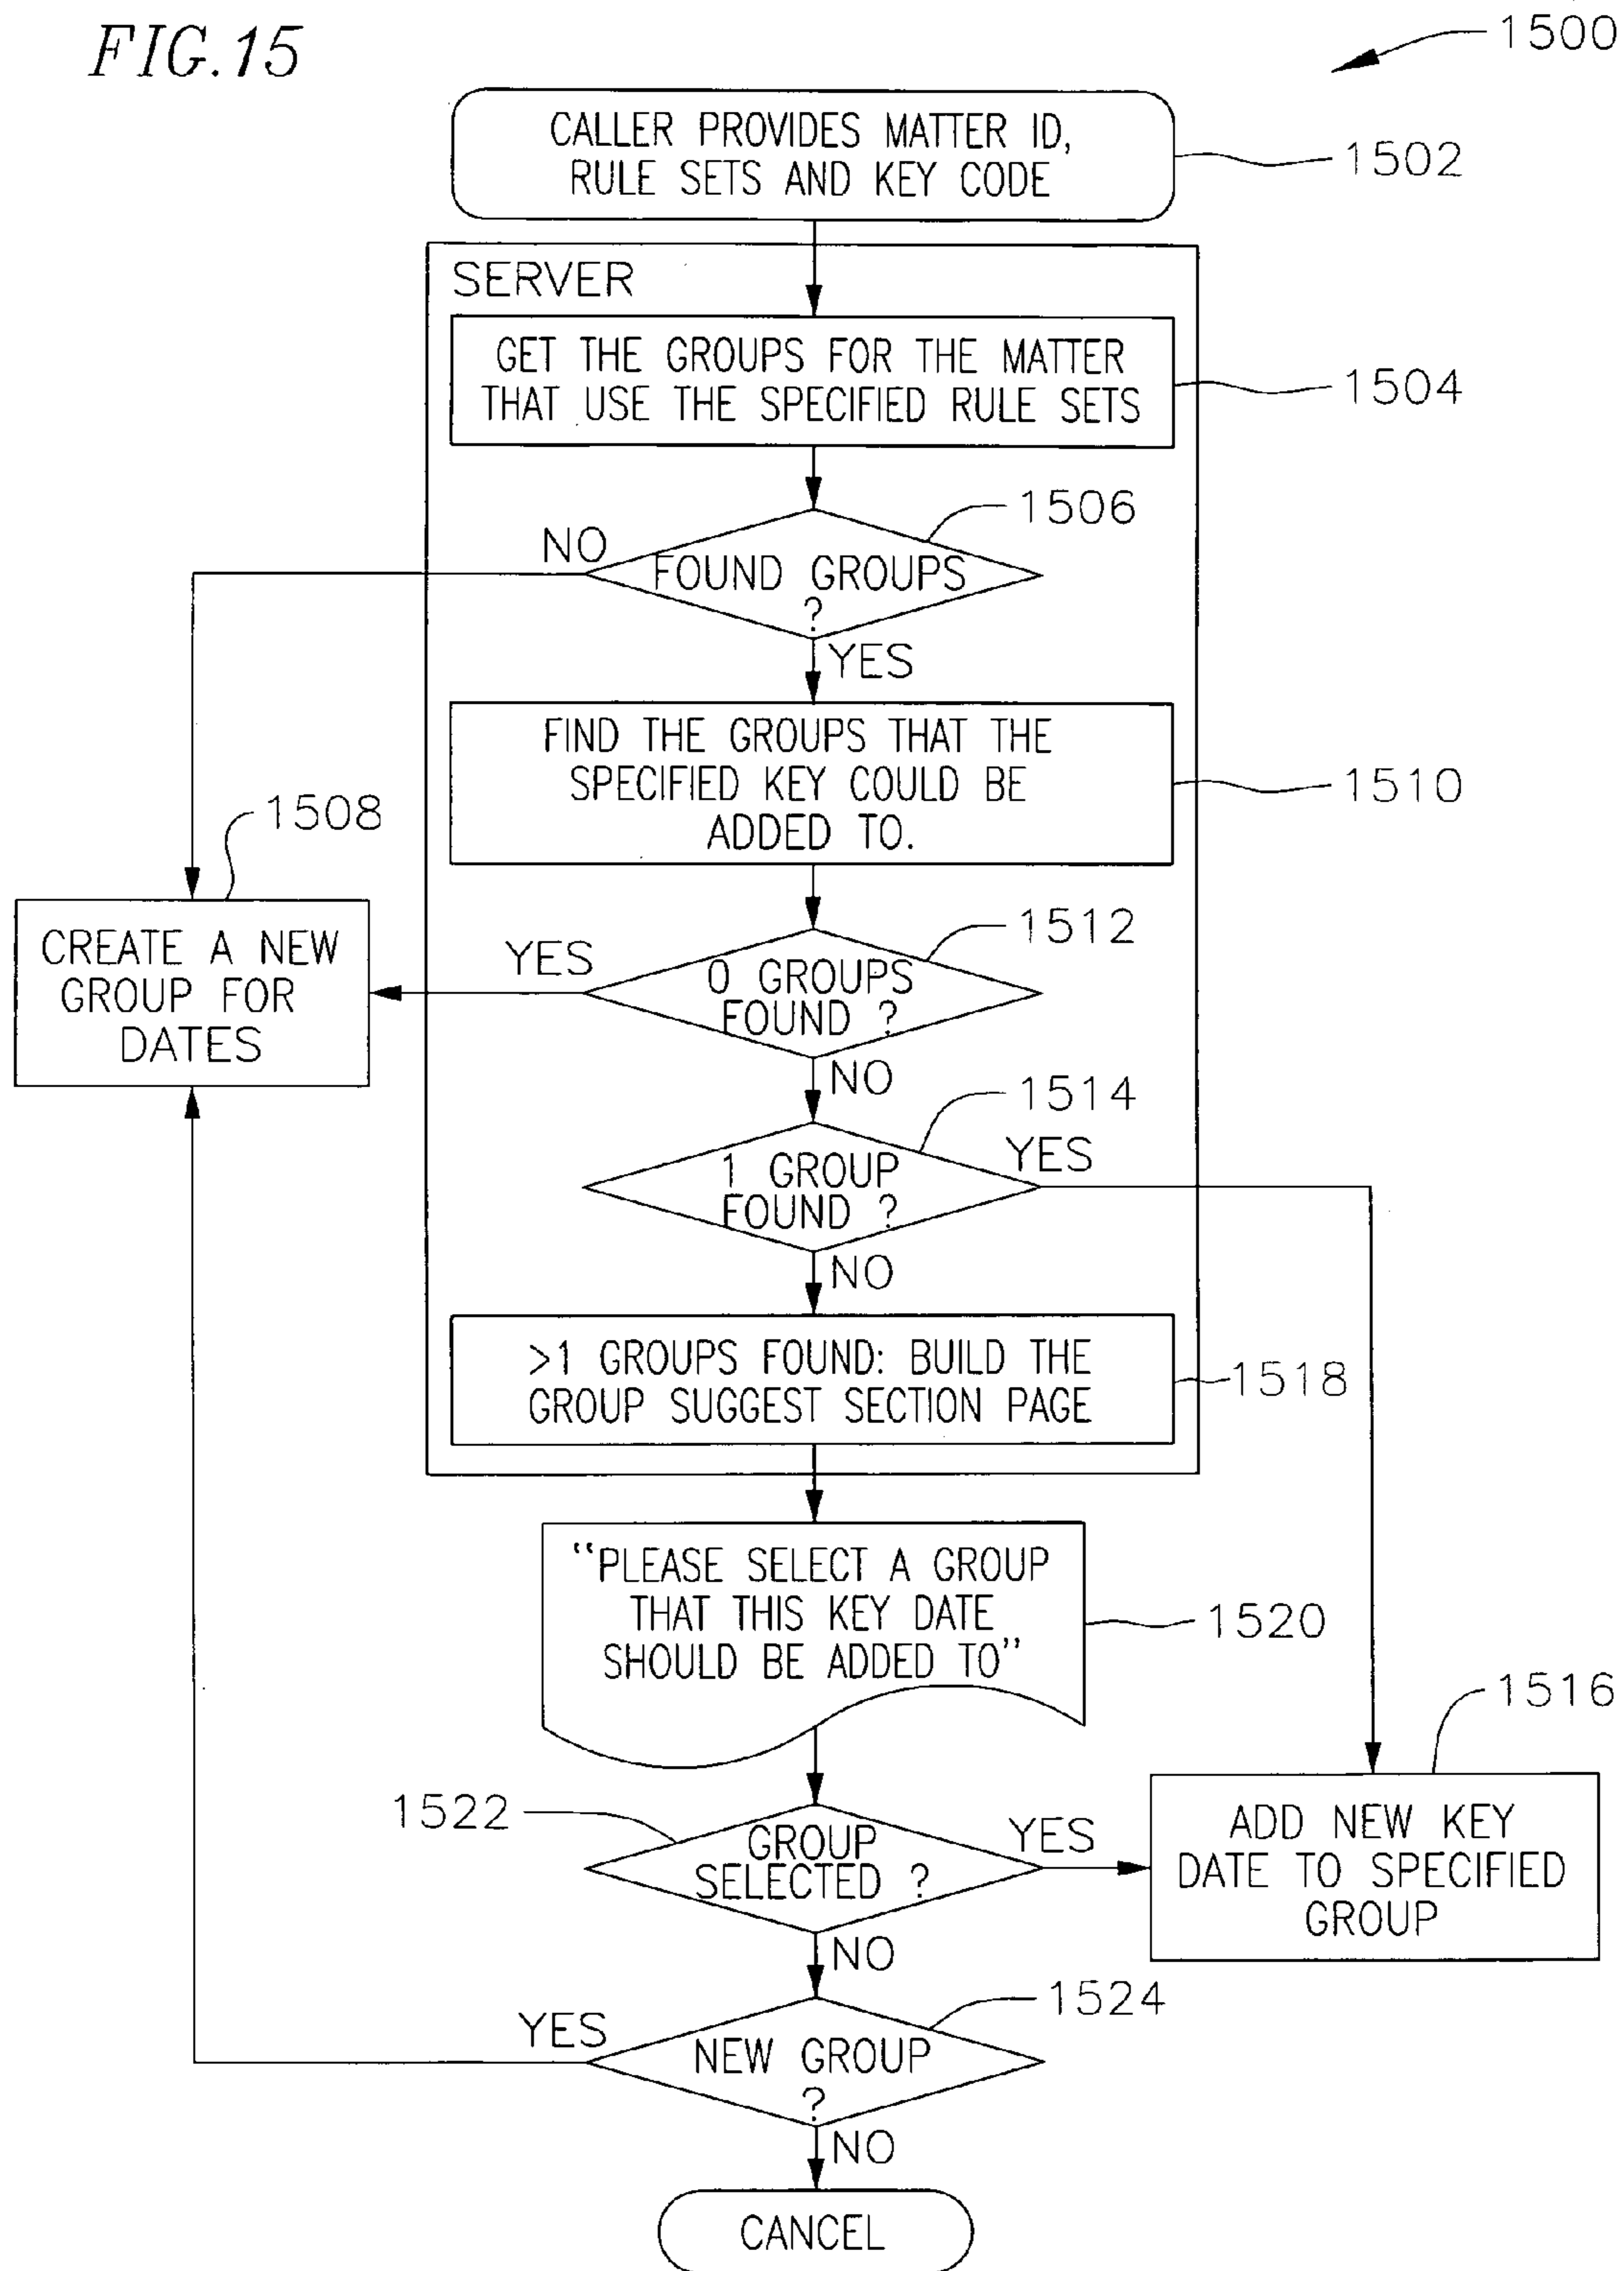 FIG.15
1500
CALLER PROVIDES MATTER ID,
RULE SETS AND KEY CODE
1502
SERVER
GET THE GROUPS FOR THE MATTER
THAT USE THE SPECIFIED RULE SETS
1504
1506
NO
FOUND GROUPS
?
YES
FIND THE GROUPS THAT THE
SPECIFIED KEY COULD BE
ADDED TO.
1510
1508
CREATE A NEW
GROUP FOR
DATES
1512
YES
0 GROUPS
FOUND ?
NO
1514
YES
1 GROUP
FOUND ?
NO
>1 GROUPS FOUND: BUILD THE
GROUP SUGGEST SECTION PAGE
1518
“PLEASE SELECT A GROUP
THAT THIS KEY DATE
SHOULD BE ADDED TO”
1520
1516
1522
GROUP
SELECTED ?
YES
ADD NEW KEY
DATE TO SPECIFIED
GROUP
NO
1524
YES
NEW GROUP
?
NO
CANCEL